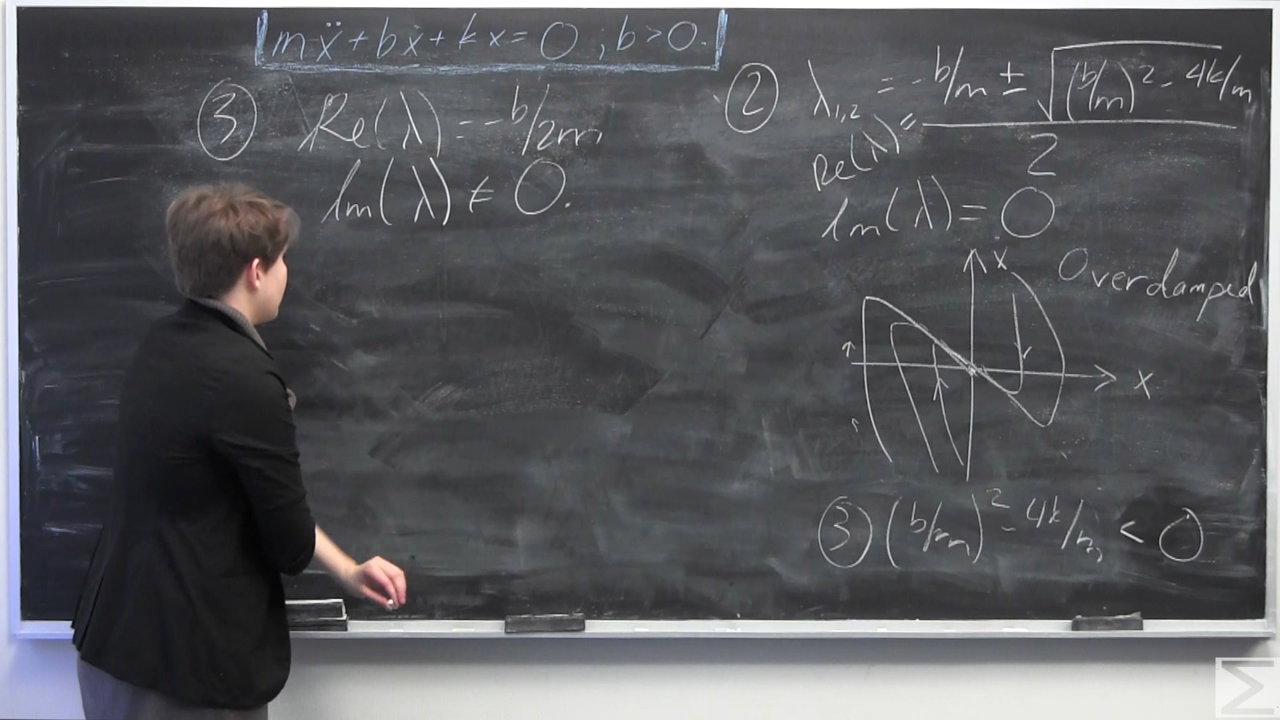 mẍ + bẋ + kx = 0 ; b > 0.
③ Re(λ) = -b/2m
Im(λ) ≠ 0.
② λ₁,₂ = -b/m ± √((b/m)² - 4k/m)
2
Re(λ) <
Im(λ) = 0
Overdamped
ẋ
x
③ (b/m)² - 4k/m < 0
Σ